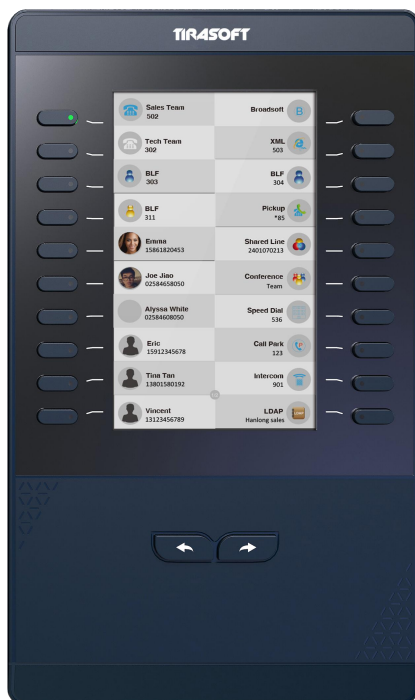 TIRASOFT
Sales Team
502
Broadsoft
Tech Team
302
XML
503
BLF
303
BLF
304
BLF
311
Pickup
*85
Emma
15861820453
Shared Line
2401070213
Joe Jiao
02584658050
Conference
Team
Alyssa White
02584608050
Speed Dial
536
Eric
15912345678
Call Park
123
Tina Tan
13801580192
Intercom
901
Vincent
13123456789
LDAP
Hanlong sales